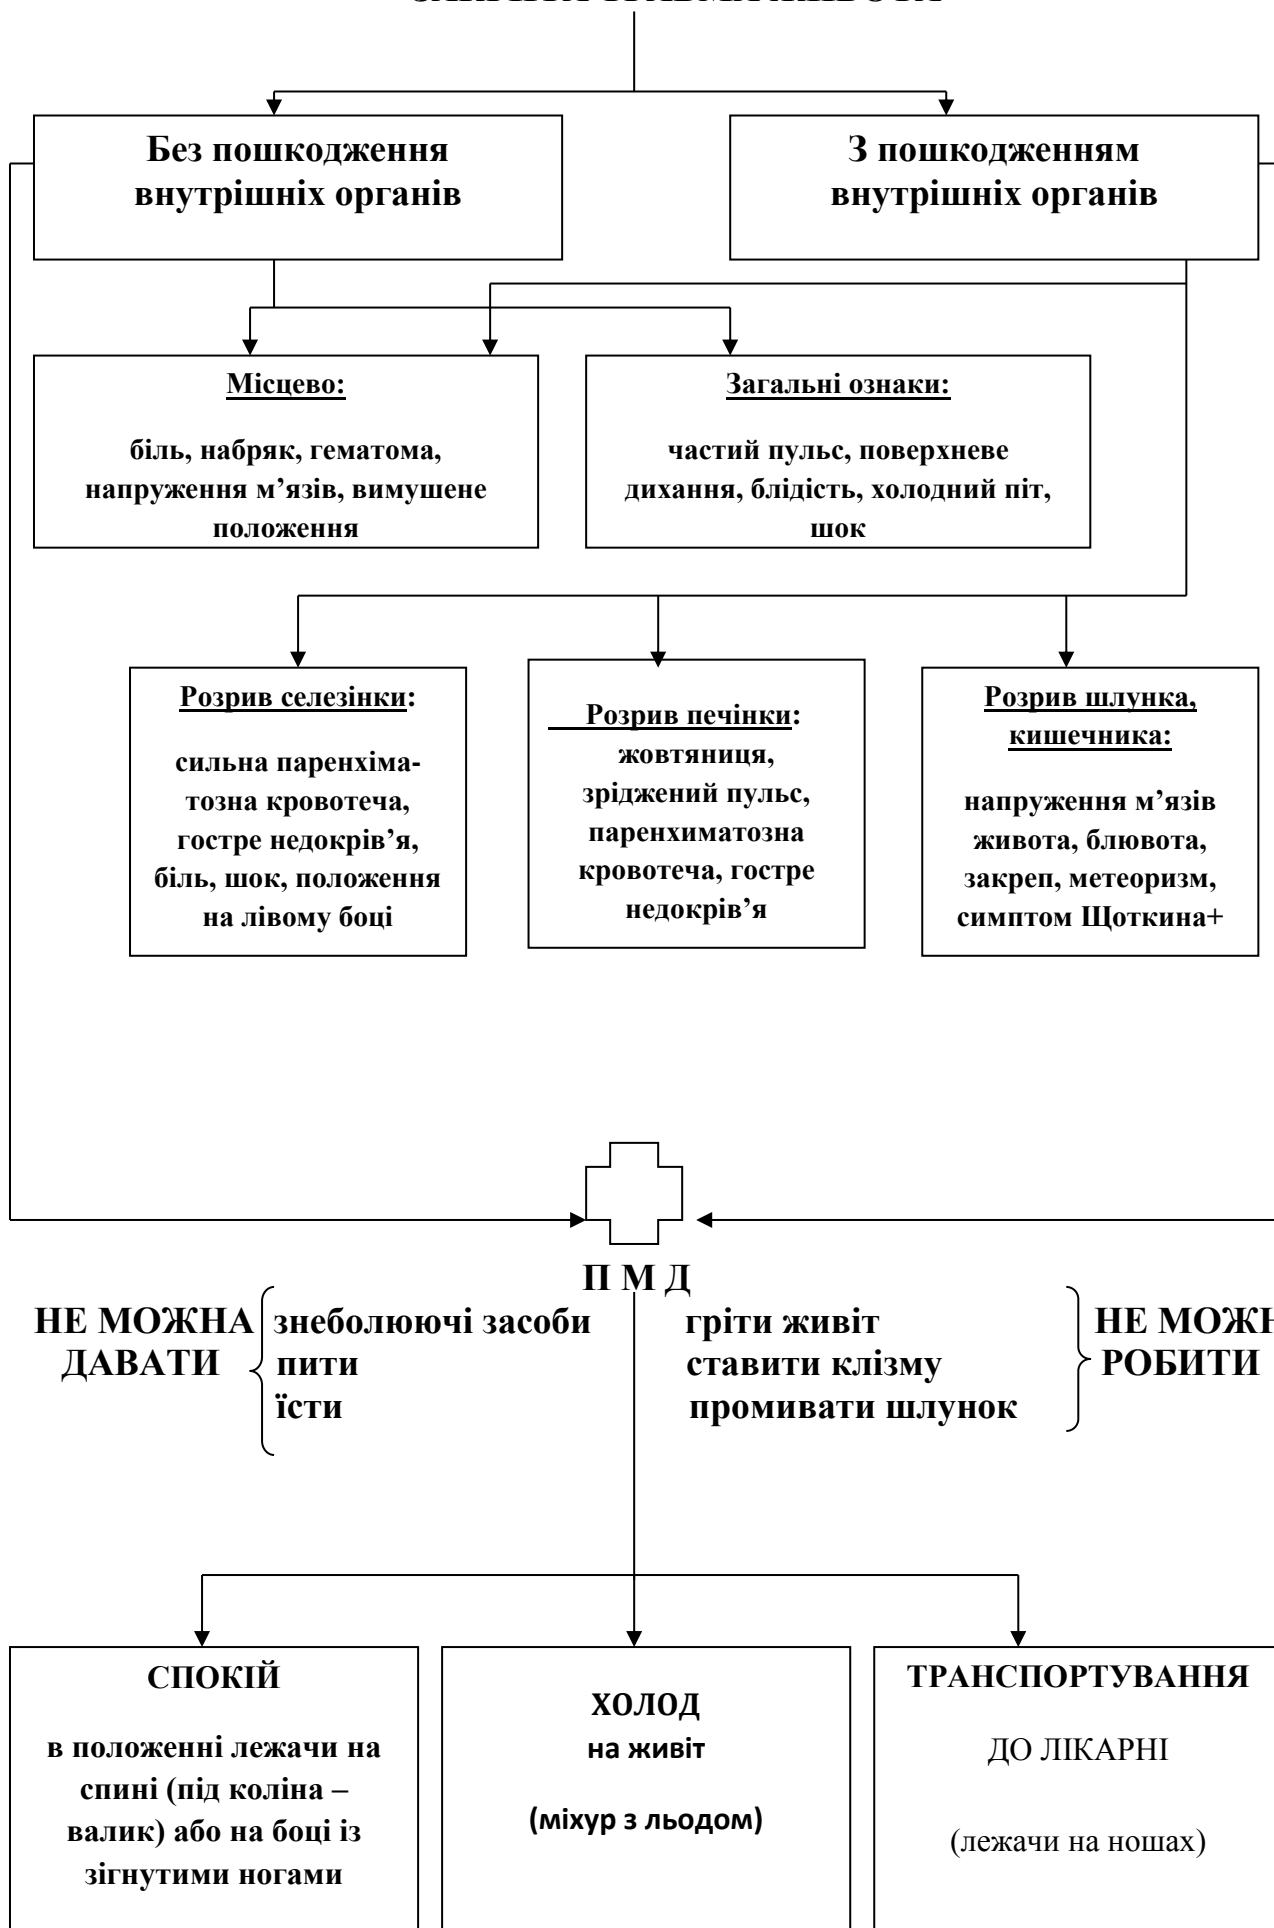 Без пошкодження
внутрішніх органів
З пошкодженням
внутрішніх органів
Місцево:
біль, набряк, гематома,
напруження м’язів, вимушене
положення
Загальні ознаки:
частий пульс, поверхневе
дихання, блідість, холодний піт,
шок
Розрив селезінки:
сильна паренхіма-
тозна кровотеча,
гостре недокрів’я,
біль, шок, положення
на лівому боці
Розрив печінки:
жовтяниця,
зріджений пульс,
паренхиматозна
кровотеча, гостре
недокрів’я
Розрив шлунка,
кишечника:
напруження м’язів
живота, блювота,
закреп, метеоризм,
симптом Щоткина+
П М Д
НЕ МОЖНА
ДАВАТИ
знеболюючі засоби
пити
їсти
гріти живіт
ставити клізму
промивати шлунок
НЕ МОЖН
РОБИТИ
СПОКІЙ
в положенні лежачи на
спині (під коліна –
валик) або на боці із
зігнутими ногами
ХОЛОД
на живіт
(міхур з льодом)
ТРАНСПОРТУВАННЯ
ДО ЛІКАРНІ
(лежачи на ношах)